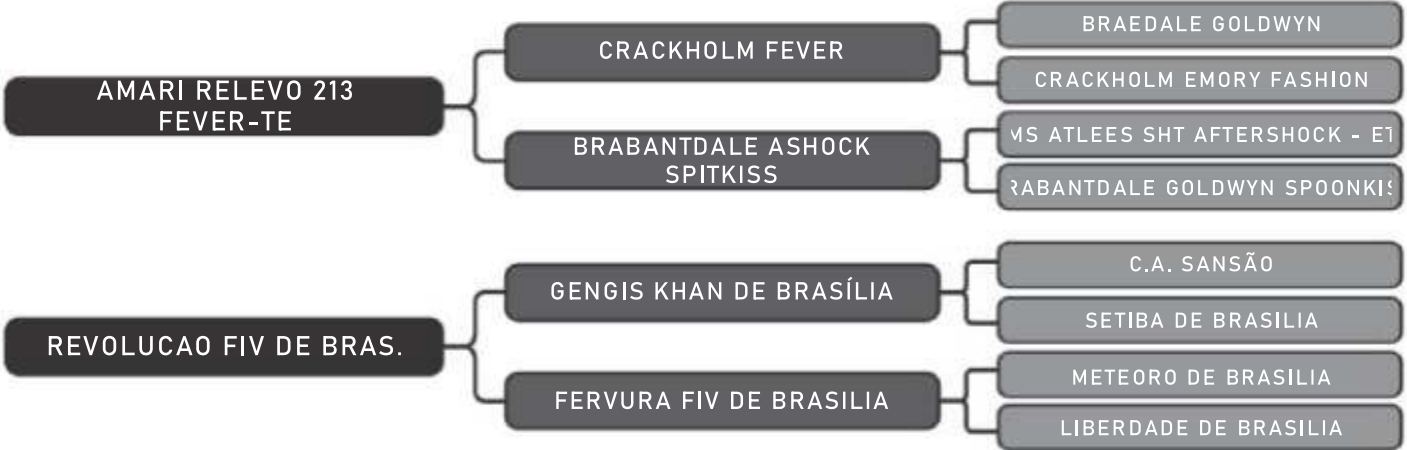 BRAEDALE GOLDWYN
CRACKHOLM FEVER
CRACKHOLM EMORY FASHION
AMARI RELEVO 213
FEVER-TE
MS ATLEES SHT AFTERSHOCK - ET
BRABANTDALE ASHOCK
SPITKISS
GOLDWYN
C.A. SANSÃO
GENGIS KHAN DE BRASÍLIA
SETIBA DE BRASILIA
REVOLUCAO FIV DE BRAS.
METEORO DE BRASILIA
FERVURA FIV DE BRASILIA
LIBERDADE DE BRASILIA